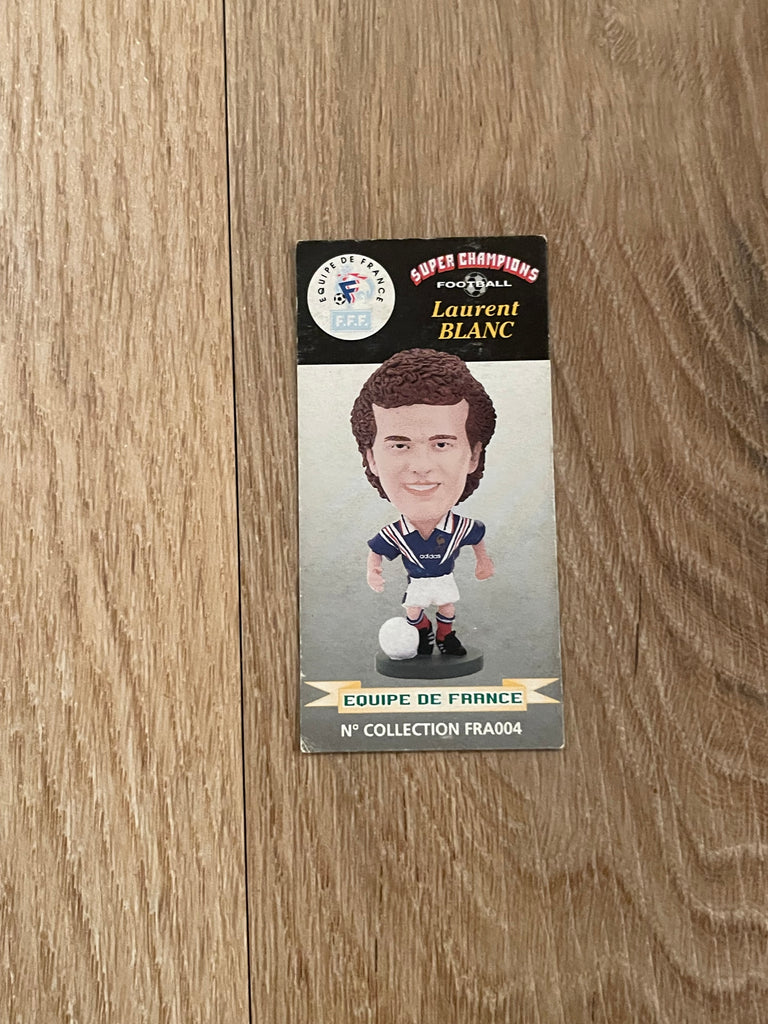 EQUIPE DE FRANCE
F.F.F.
SUPER CHAMPIONS
FOOTBALL
Laurent
BLANC
adidas
EQUIPE DE FRANCE
N° COLLECTION FRA004